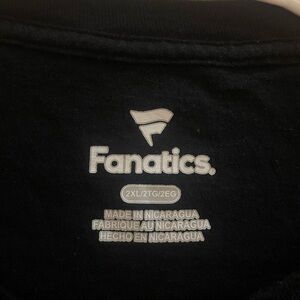 Fanatics.
2XL/2TG/2EG
MADE IN NICARAGUA
FABRIQUÉ AU NICARAGUA
HECHO EN NICARAGUA